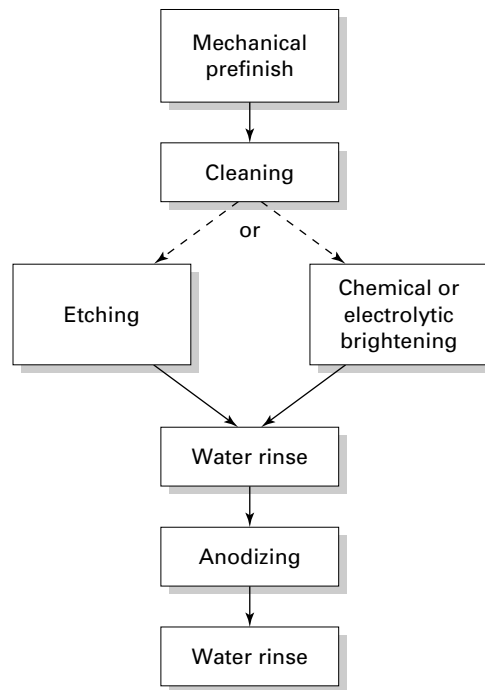 Mechanical
prefinish
Cleaning
or
Etching
Chemical or
electrolytic
brightening
Water rinse
Anodizing
Water rinse